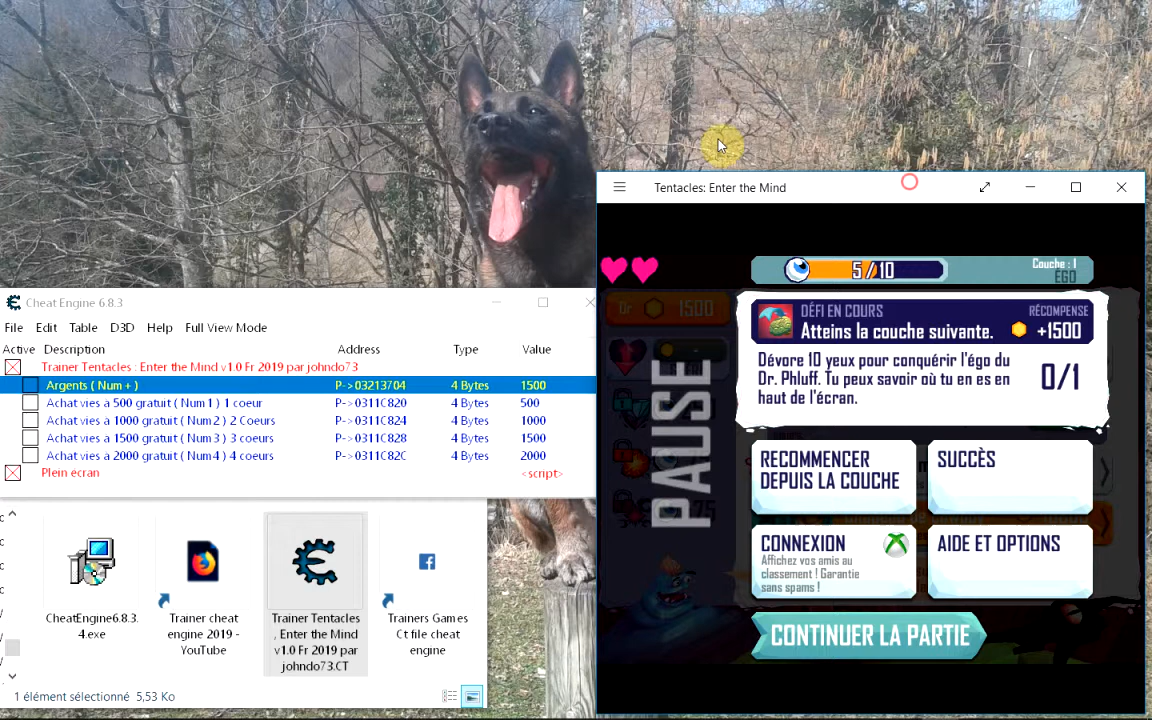 Cheat Engine 6.8.3
File Edit Table D3D Help Full View Mode
Active Description Address Type Value
Trainer Tentacles : Enter the Mind v1.0 Fr 2019 par johndo73
Argents ( Num + ) P->03213704 4 Bytes 1500
Achat vies à 500 gratuit ( Num 1 ) 1 coeur P->0311C820 4 Bytes 500
Achat vies à 1000 gratuit ( Num 2 ) 2 Coeurs P->0311C824 4 Bytes 1000
Achat vies à 1500 gratuit ( Num 3 ) 3 coeurs P->0311C828 4 Bytes 1500
Achat vies à 2000 gratuit ( Num 4 ) 4 coeurs P->0311C82C 4 Bytes 2000
Plein écran <script>
CheatEngine6.8.3.
4.exe
Trainer cheat
engine 2019 -
YouTube
Trainer Tentacles
, Enter the Mind
v1.0 Fr 2019 par
johndo73.CT
Trainers Games
Ct file cheat
engine
1 élément sélectionné 5,53 Ko
Tentacles: Enter the Mind
5/10
Couche : 1
EGO
Or 1500
PAUSE
DÉFI EN COURS
Atteins la couche suivante.
RÉCOMPENSE
+1500
Dévore 10 yeux pour conquérir l'égo du
Dr. Phluff. Tu peux savoir où tu en es en
haut de l'écran.
0/1
RECOMMENCER
DEPUIS LA COUCHE
SUCCÈS
CONNEXION
Affichez vos amis au
classement ! Garantie
sans spams !
AIDE ET OPTIONS
CONTINUER LA PARTIE